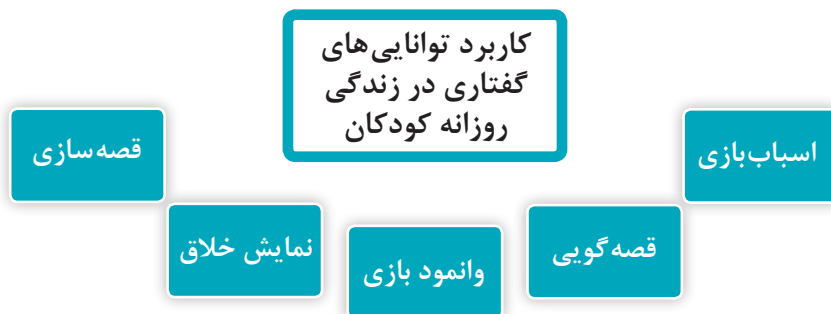 کاربرد توانایی‌های
گفتاری در زندگی
روزانه کودکان
اسباب‌بازی
قصه‌گویی
وانمود بازی
نمایش خلاق
قصه‌سازی